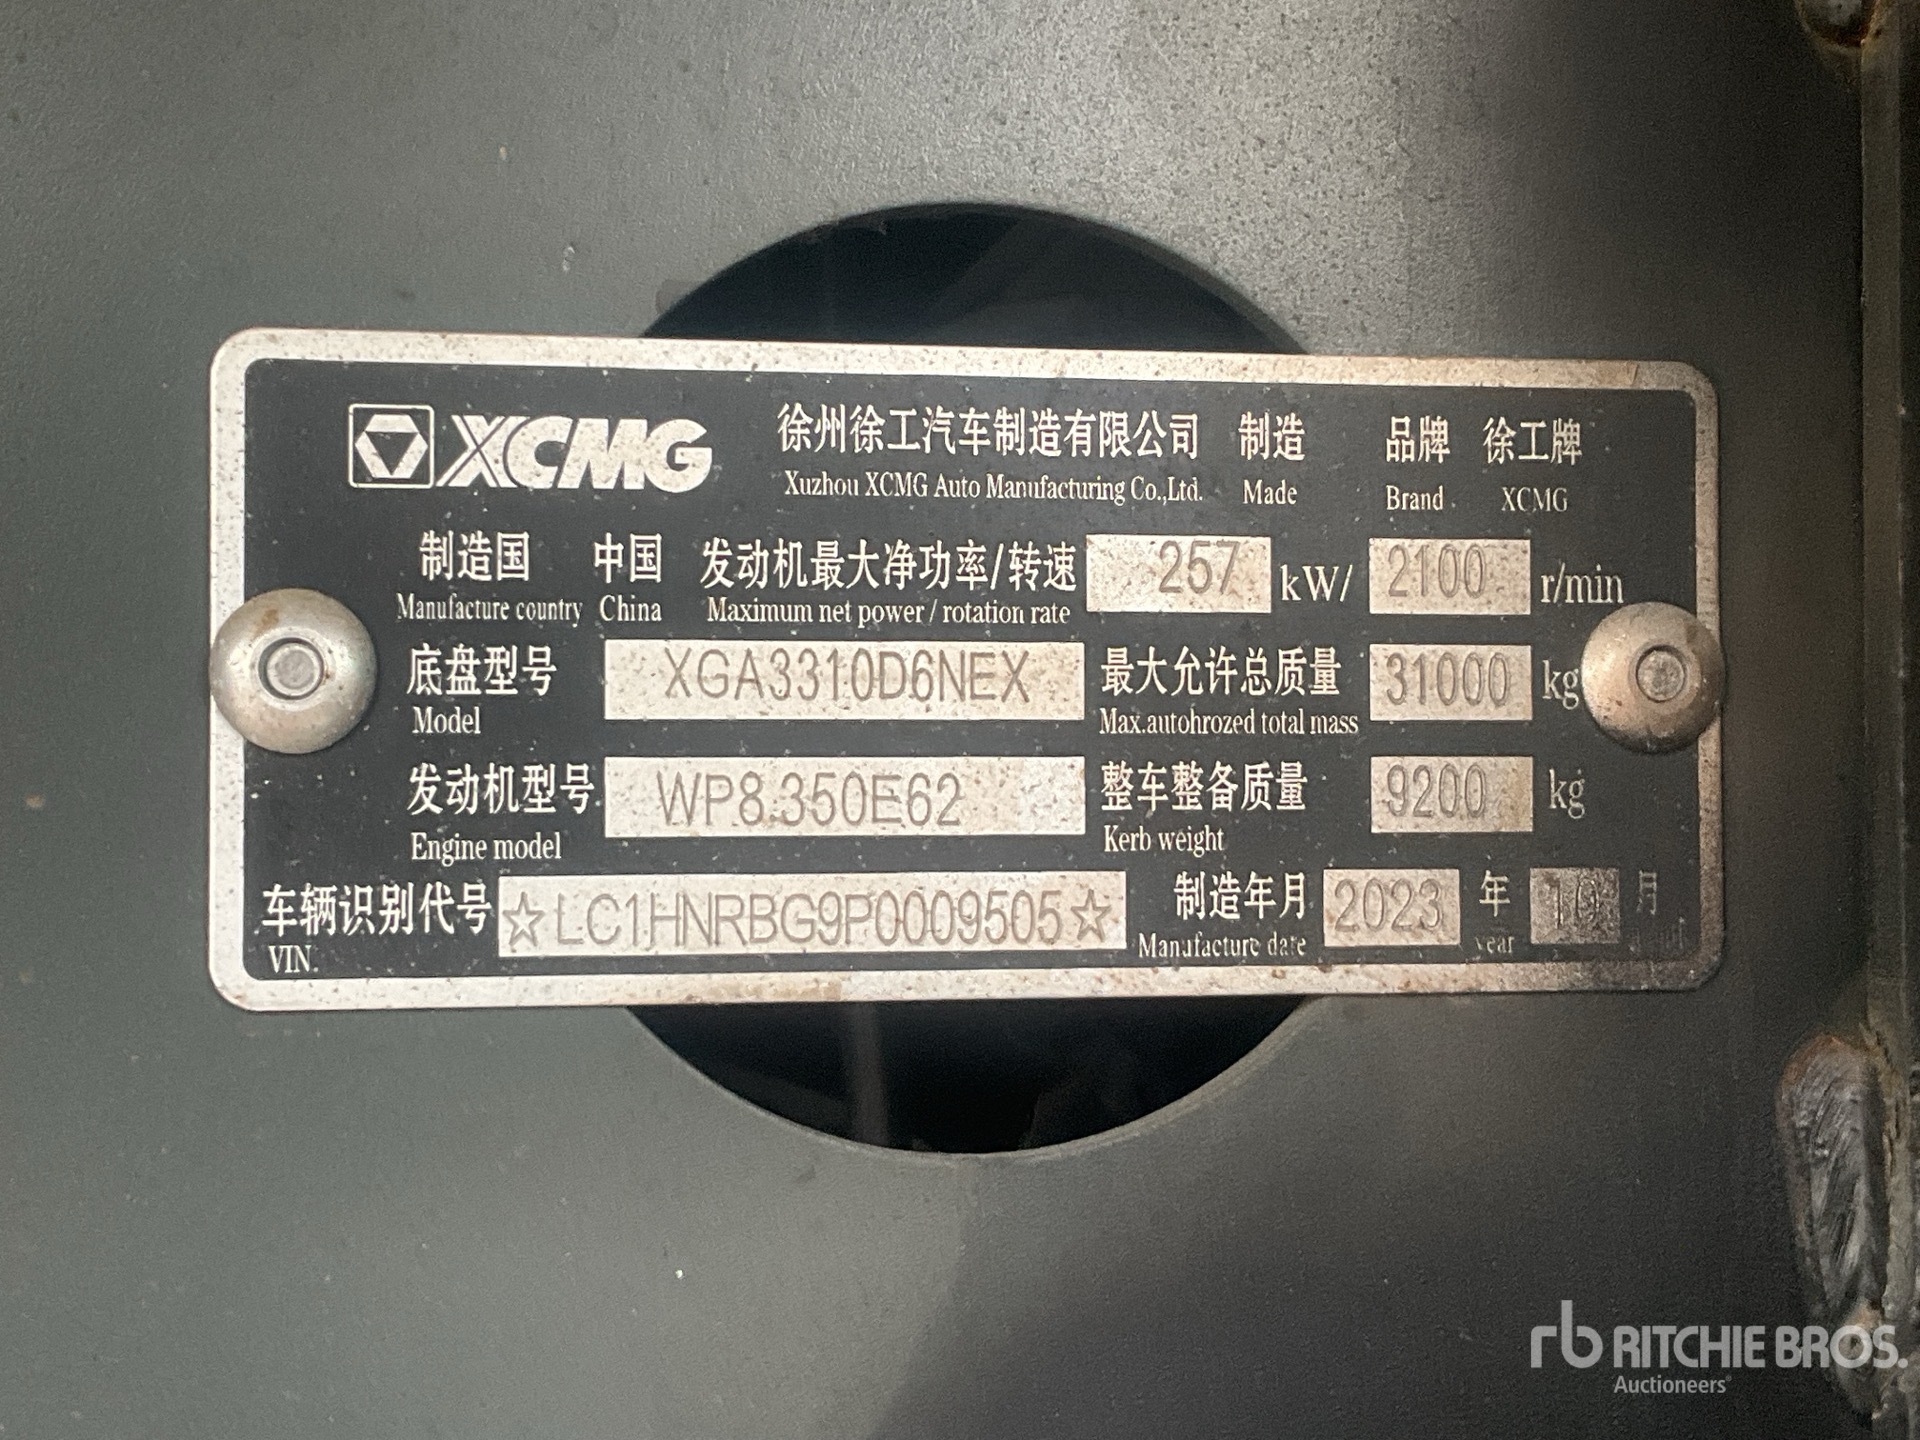 XCMG 徐州徐工汽车制造有限公司 制造 品牌 徐工牌
Xuzhou XCMG Auto Manufacturing Co.,Ltd. Made Brand XCMG
制造国 中国 发动机最大净功率/转速 257 kW/ 2100 r/min
Manufacture country China Maximum net power / rotation rate
底盘型号 XGA3310D6NEX 最大允许总质量 31000 kg
Model Max.autohrozed total mass
发动机型号 WP8.350E62 整车整备质量 9200 kg
Engine model Kerb weight
车辆识别代号 ☆LC1HNRBG9P0009505☆ 制造年月 2023 年 10 月
VIN. Manufacture date year
rb RITCHIE BROS.
Auctioneers